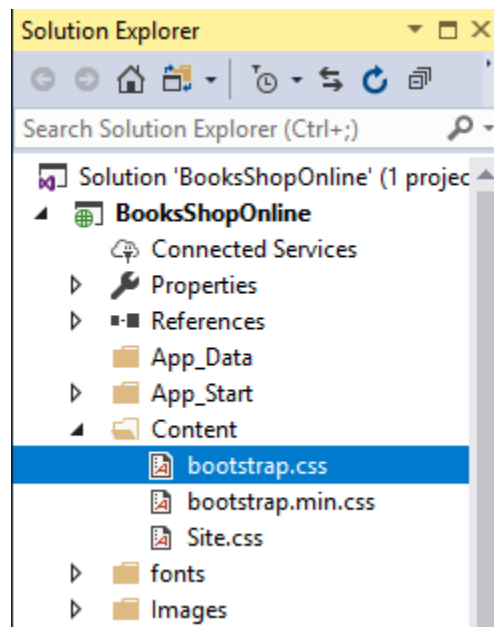 Solution Explorer
Search Solution Explorer (Ctrl+;)
Solution 'BooksShopOnline' (1 projec
BooksShopOnline
Connected Services
Properties
References
App_Data
App_Start
Content
bootstrap.css
bootstrap.min.css
Site.css
fonts
Images